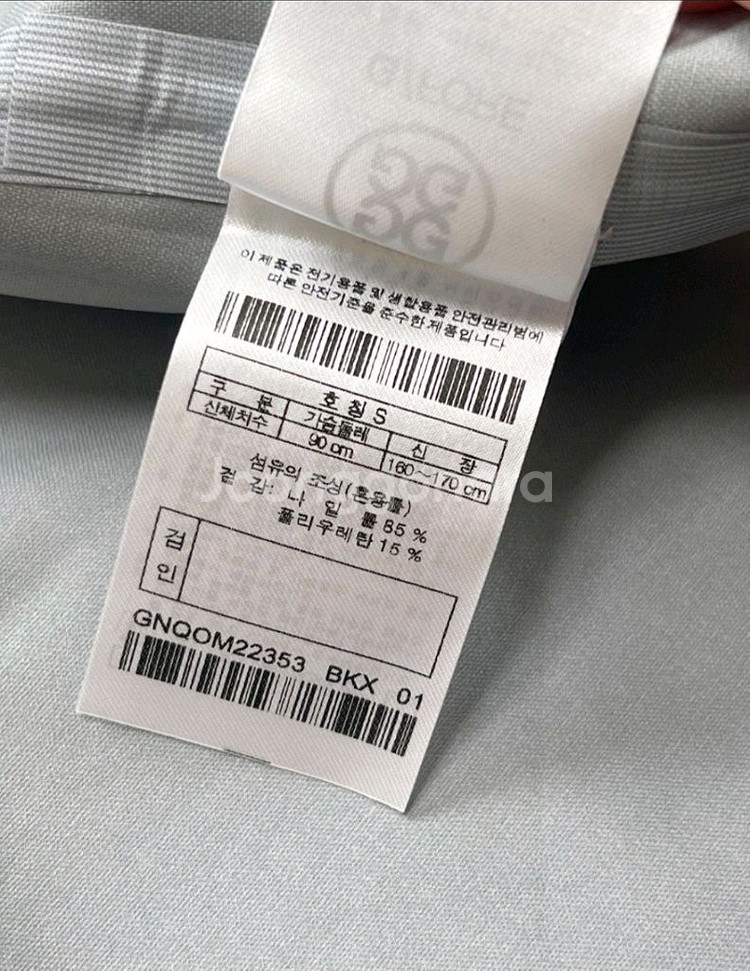 G/FORE
이 제품은 전기용품 및 생활용품 안전관리법에
따른 안전기준을 준수한 제품입니다
호 칭 S
구 분 가슴둘레 신 장
신체치수 90 cm 160~170 cm
섬유의 조성(혼용률)
겉 감: 나 일 론 85 %
폴리우레탄 15 %
Joongonara
검
인
GNQOM22353 BKX 01